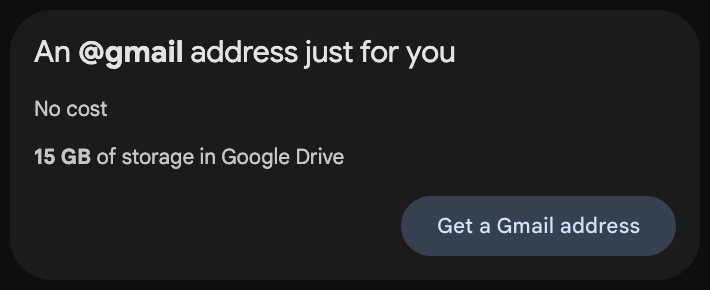 An @gmail address just for you
No cost
15 GB of storage in Google Drive
Get a Gmail address